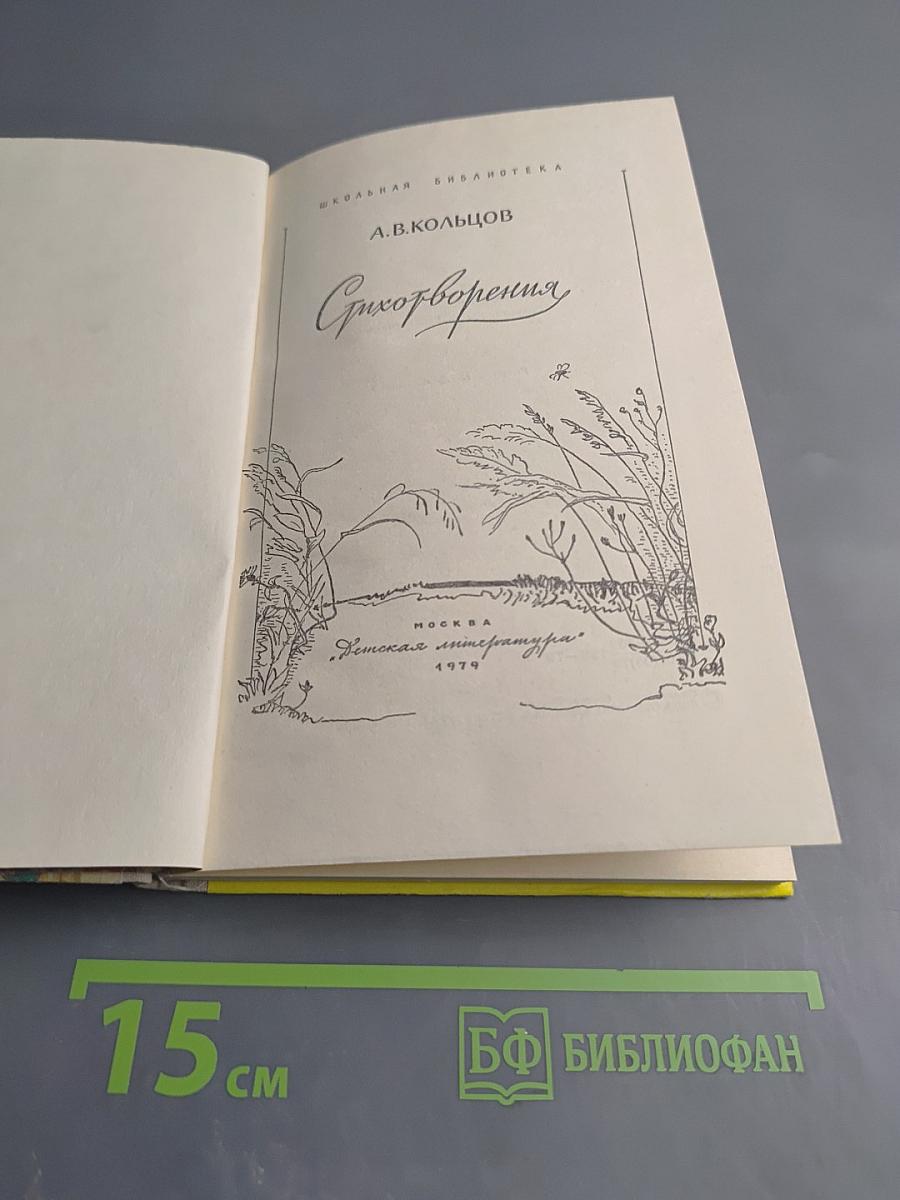 ШКОЛЬНАЯ БИБЛИОТЕКА
А.В.КОЛЬЦОВ
Стихотворения
МОСКВА
„Детская литература“
1979
15 см
БФ БИБЛИОФАН